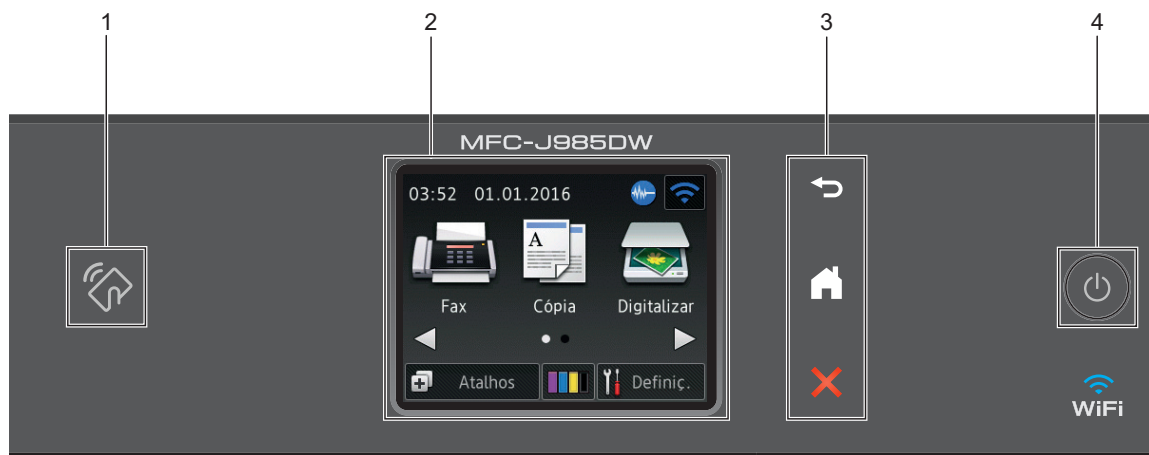 1 2 3 4
MFC-J985DW
03:52 01.01.2016
A
Fax Cópia Digitalizar
Atalhos Definiç.
WiFi